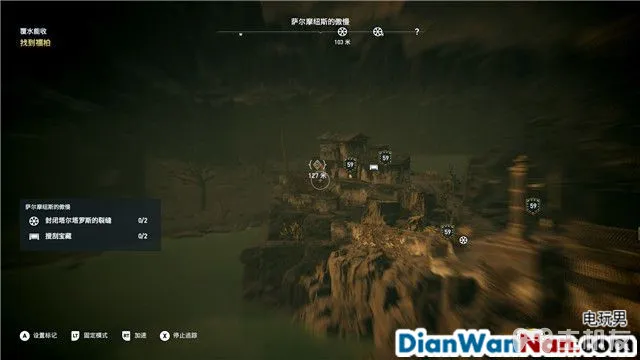 覆水能收
找到福柏
萨尔摩纽斯的傲慢
?
103 米
59
59
127 米
59
59
萨尔摩纽斯的傲慢
封闭塔尔塔罗斯的裂缝 0/2
搜刮宝藏 0/2
A 设置标记
LT 固定模式
RT 加速
X 停止追踪
电玩男
DianWanNan.com